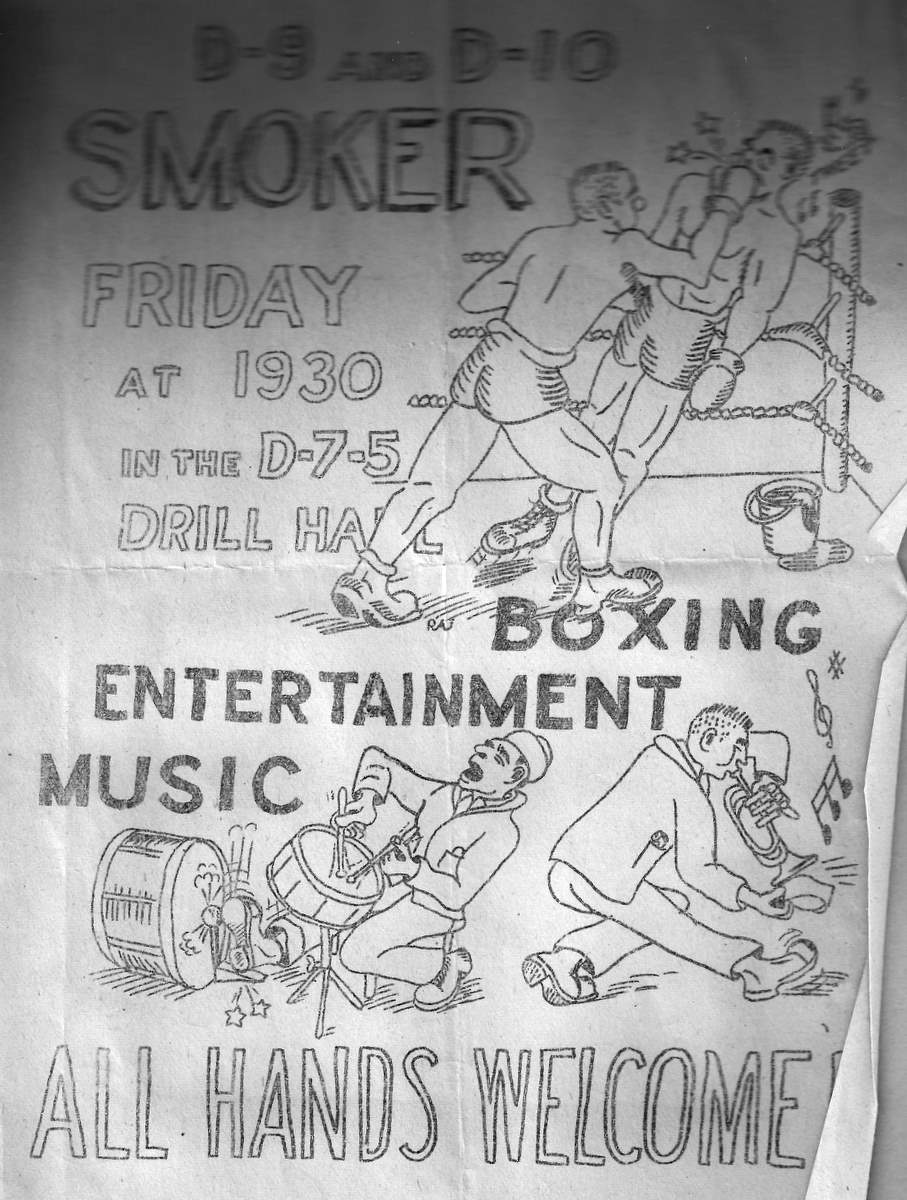 D-9 AND D-10
SMOKER
FRIDAY
AT 1930
IN THE D-7-5
DRILL HALL
BOXING
ENTERTAINMENT
MUSIC
ALL HANDS WELCOME!